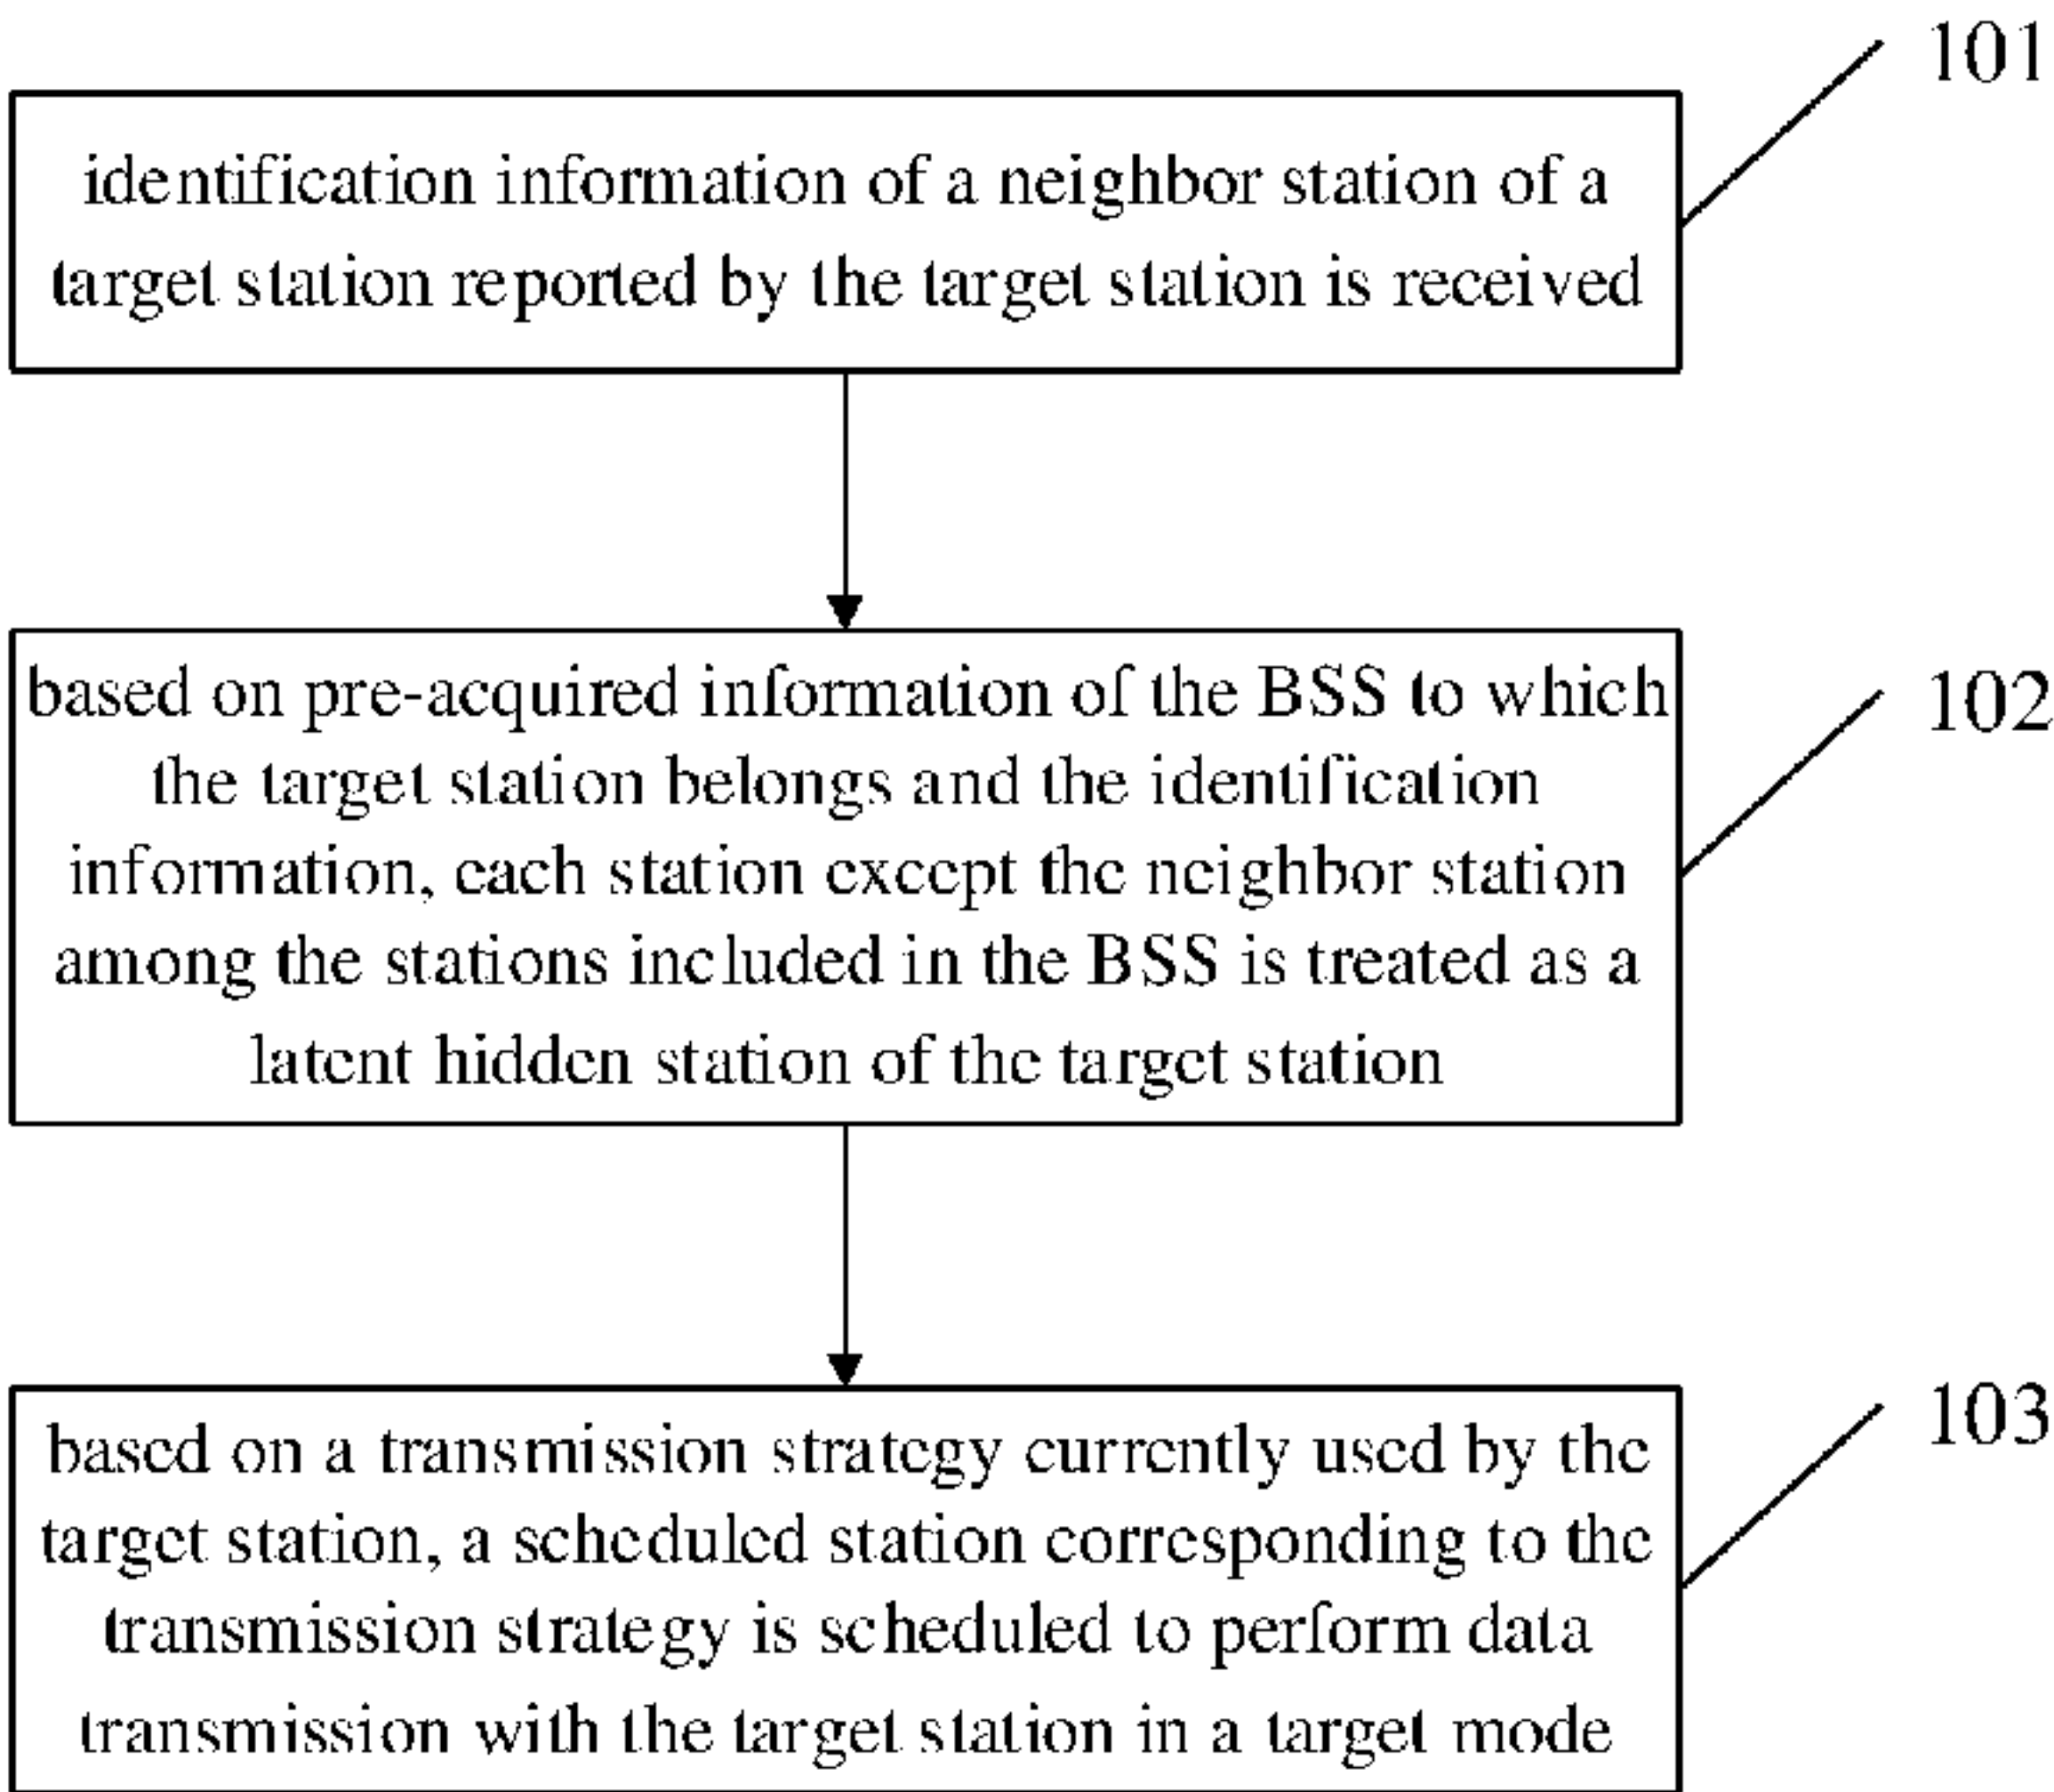 101
identification information of a neighbor station of a
target station reported by the target station is received
based on pre-acquired information of the BSS to which
102
the target station belongs and the identification
information, each station except the neighbor station
among the stations included in the BSS is treated as a
latent hidden station of the target station
103
based on a transmission strategy currently used by the
target station, a scheduled station corresponding to the
transmission strategy is scheduled to perform data
transmission with the target station in a target mode